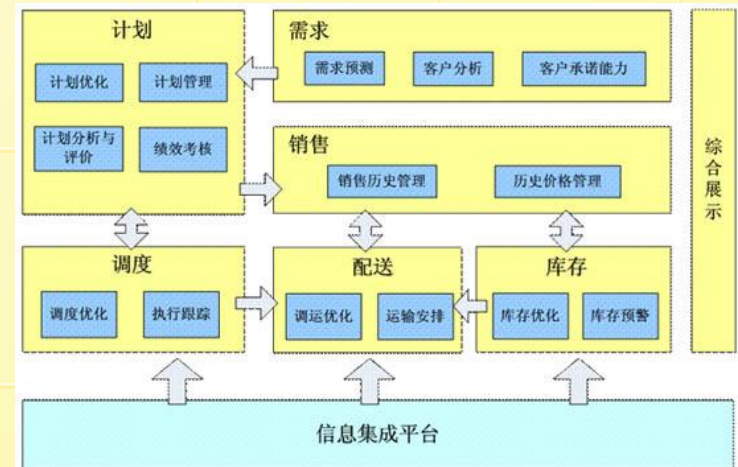 计划
计划优化
计划管理
计划分析与
评价
绩效考核
需求
需求预测
客户分析
客户承诺能力
销售
销售历史管理
历史价格管理
综合展示
调度
调度优化
执行跟踪
配送
调运优化
运输安排
库存
库存优化
库存预警
信息集成平台